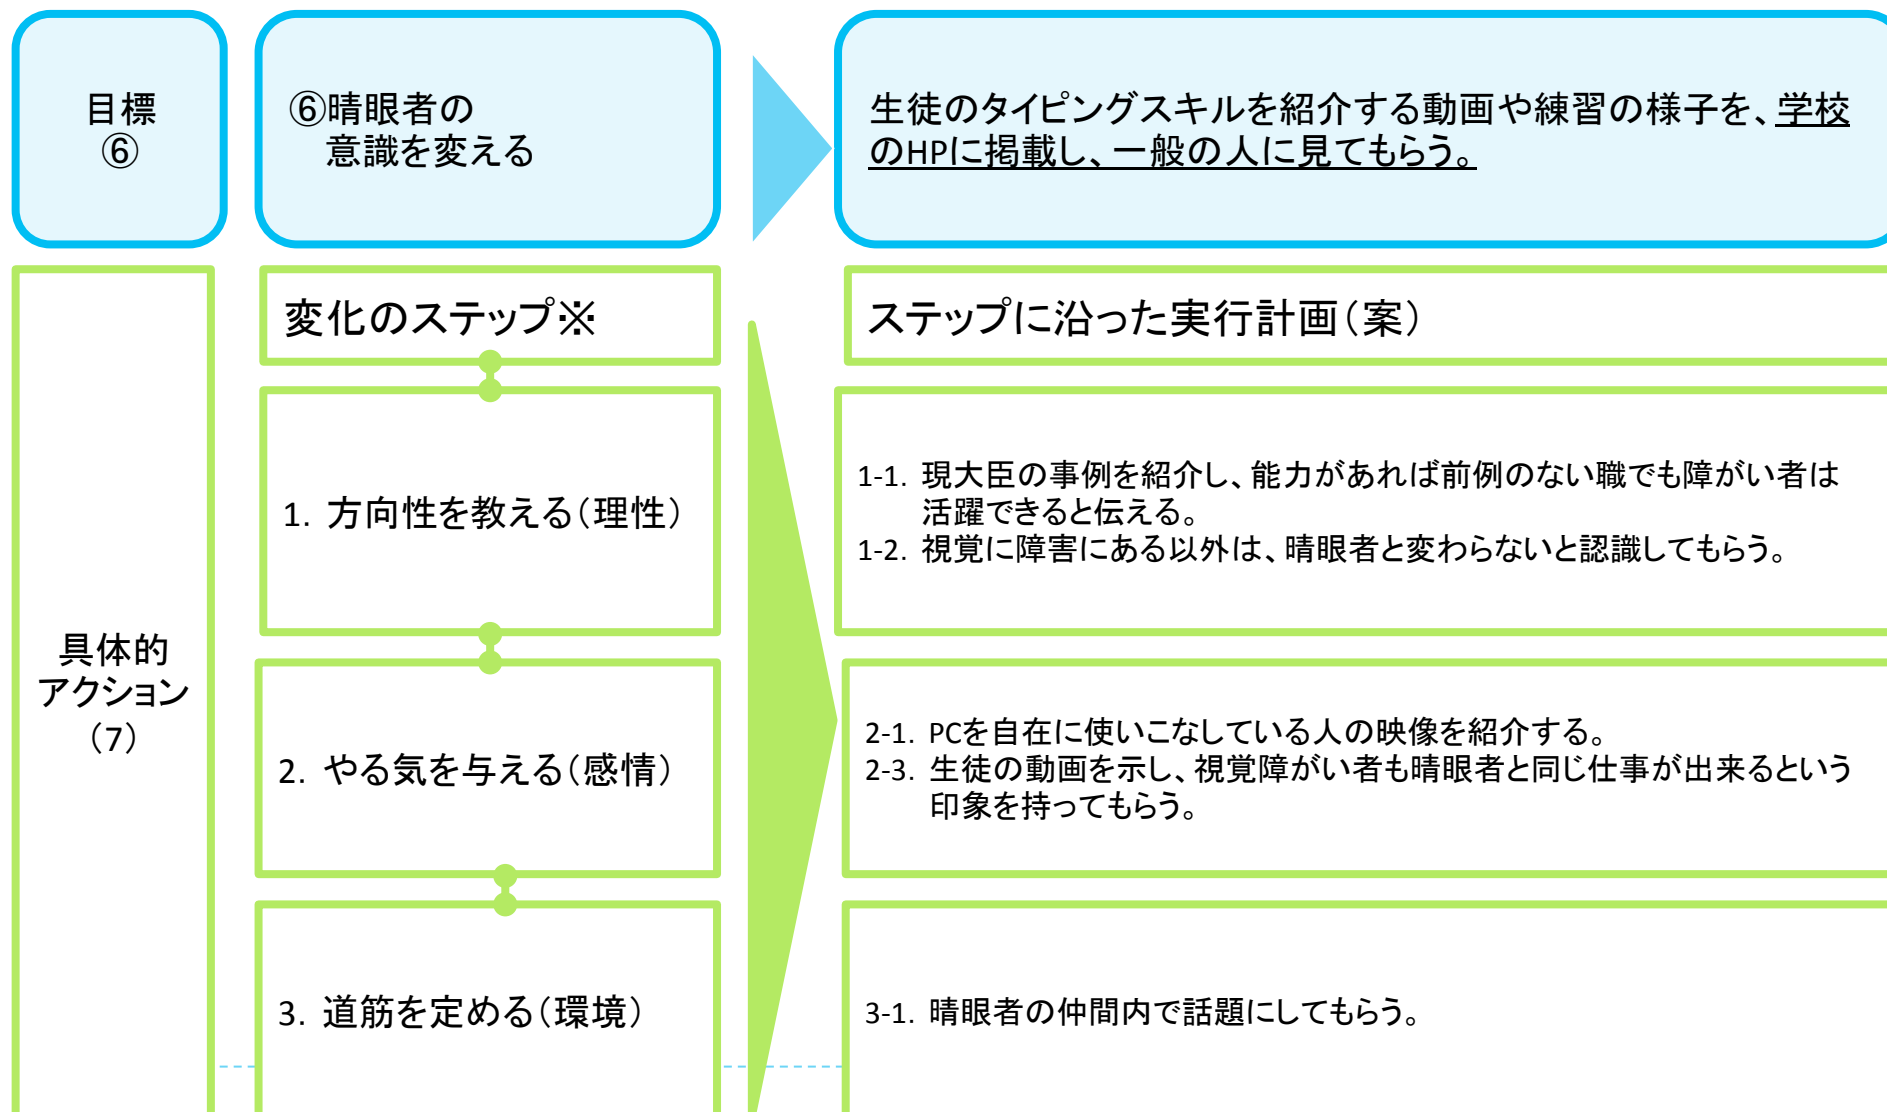 目標
⑥
⑥晴眼者の
意識を変える
生徒のタイピングスキルを紹介する動画や練習の様子を、学校
のHPに掲載し、一般の人に見てもらう。
具体的
アクション
（7）
変化のステップ※
ステップに沿った実行計画（案）
1. 方向性を教える（理性）
1-1. 現大臣の事例を紹介し、能力があれば前例のない職でも障がい者は
活躍できると伝える。
1-2. 視覚に障害にある以外は、晴眼者と変わらないと認識してもらう。
2. やる気を与える（感情）
2-1. PCを自在に使いこなしている人の映像を紹介する。
2-3. 生徒の動画を示し、視覚障がい者も晴眼者と同じ仕事が出来るという
印象を持ってもらう。
3. 道筋を定める（環境）
3-1. 晴眼者の仲間内で話題にしてもらう。